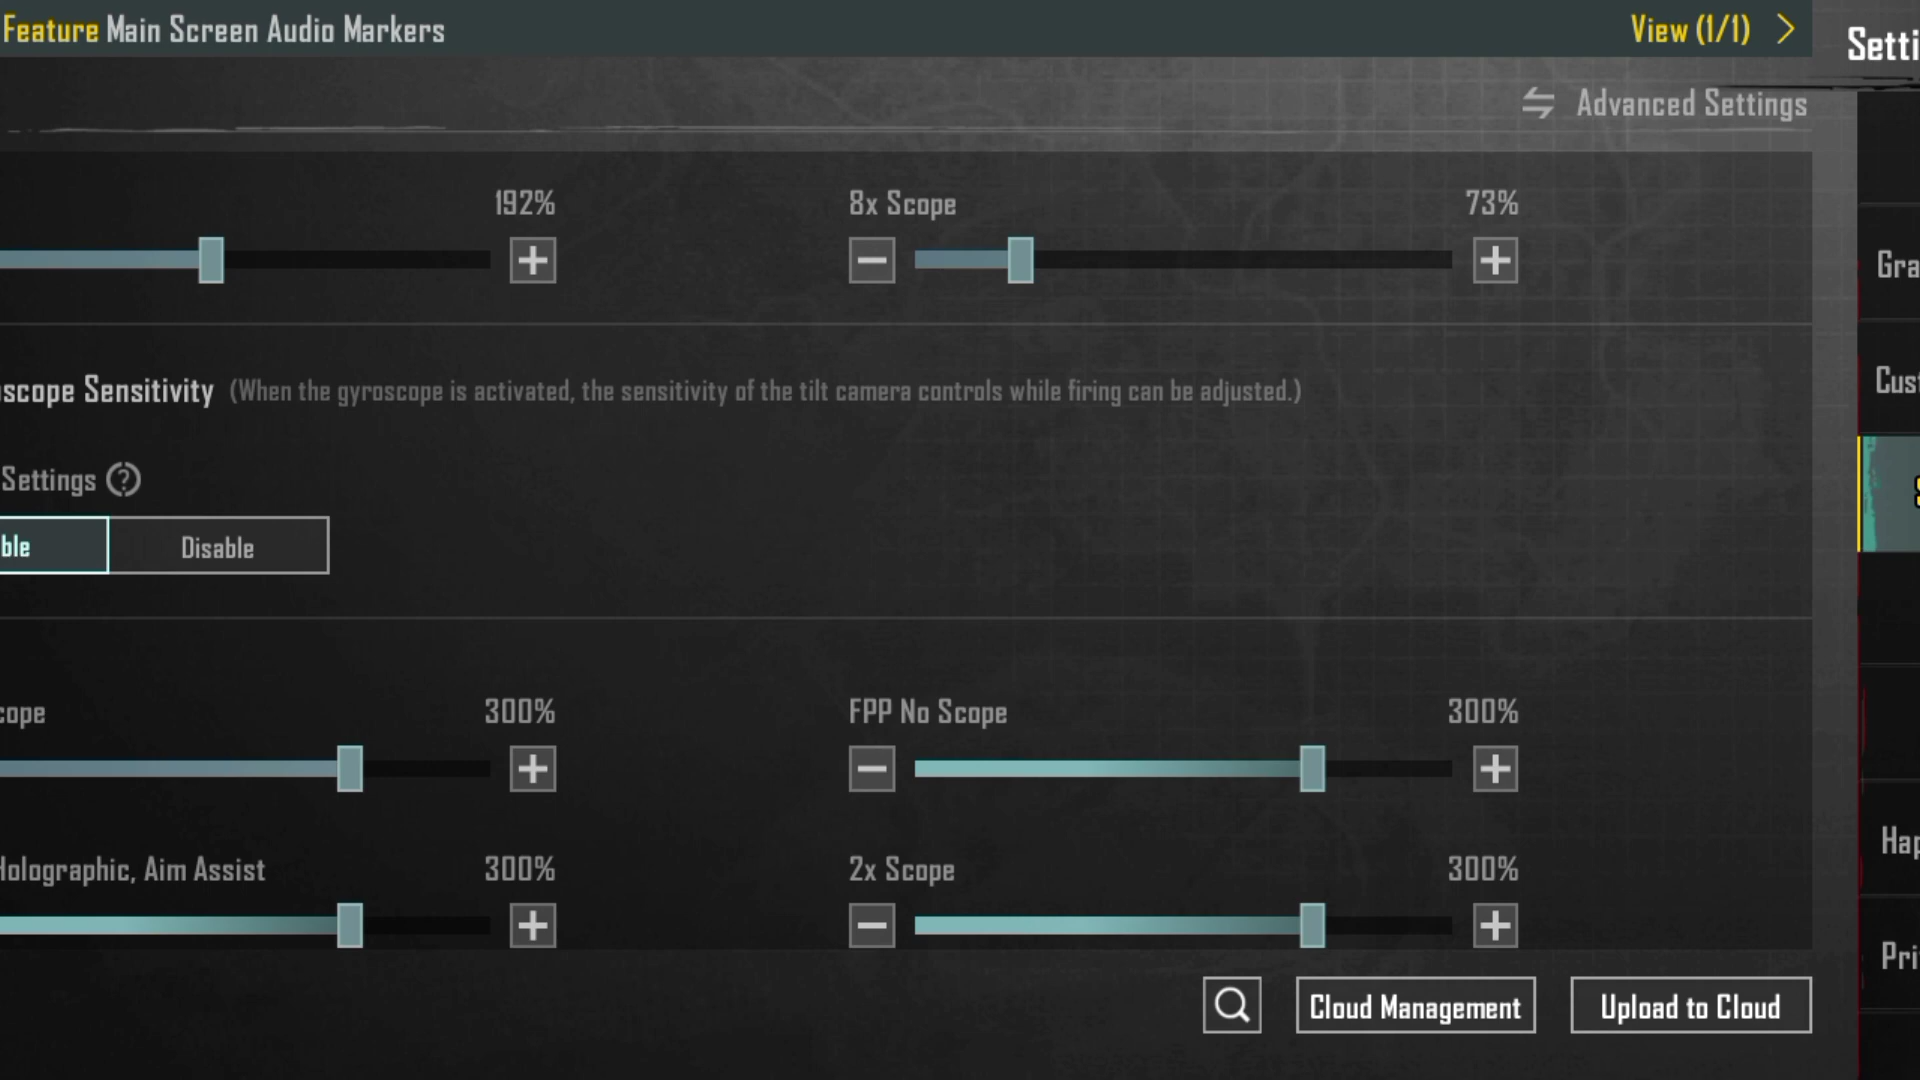 Feature Main Screen Audio Markers
View (1/1)
Setti
Advanced Settings
192%
8x Scope
73%
Gra
scope Sensitivity (When the gyroscope is activated, the sensitivity of the tilt camera controls while firing can be adjusted.)
Cust
Settings ?
ble
Disable
cope
300%
FPP No Scope
300%
Holographic, Aim Assist
300%
2x Scope
300%
Hap
Pri
Cloud Management
Upload to Cloud